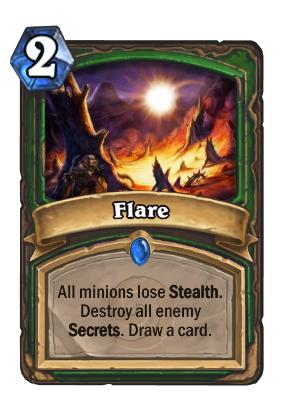 2
Flare
All minions lose Stealth.
Destroy all enemy
Secrets. Draw a card.